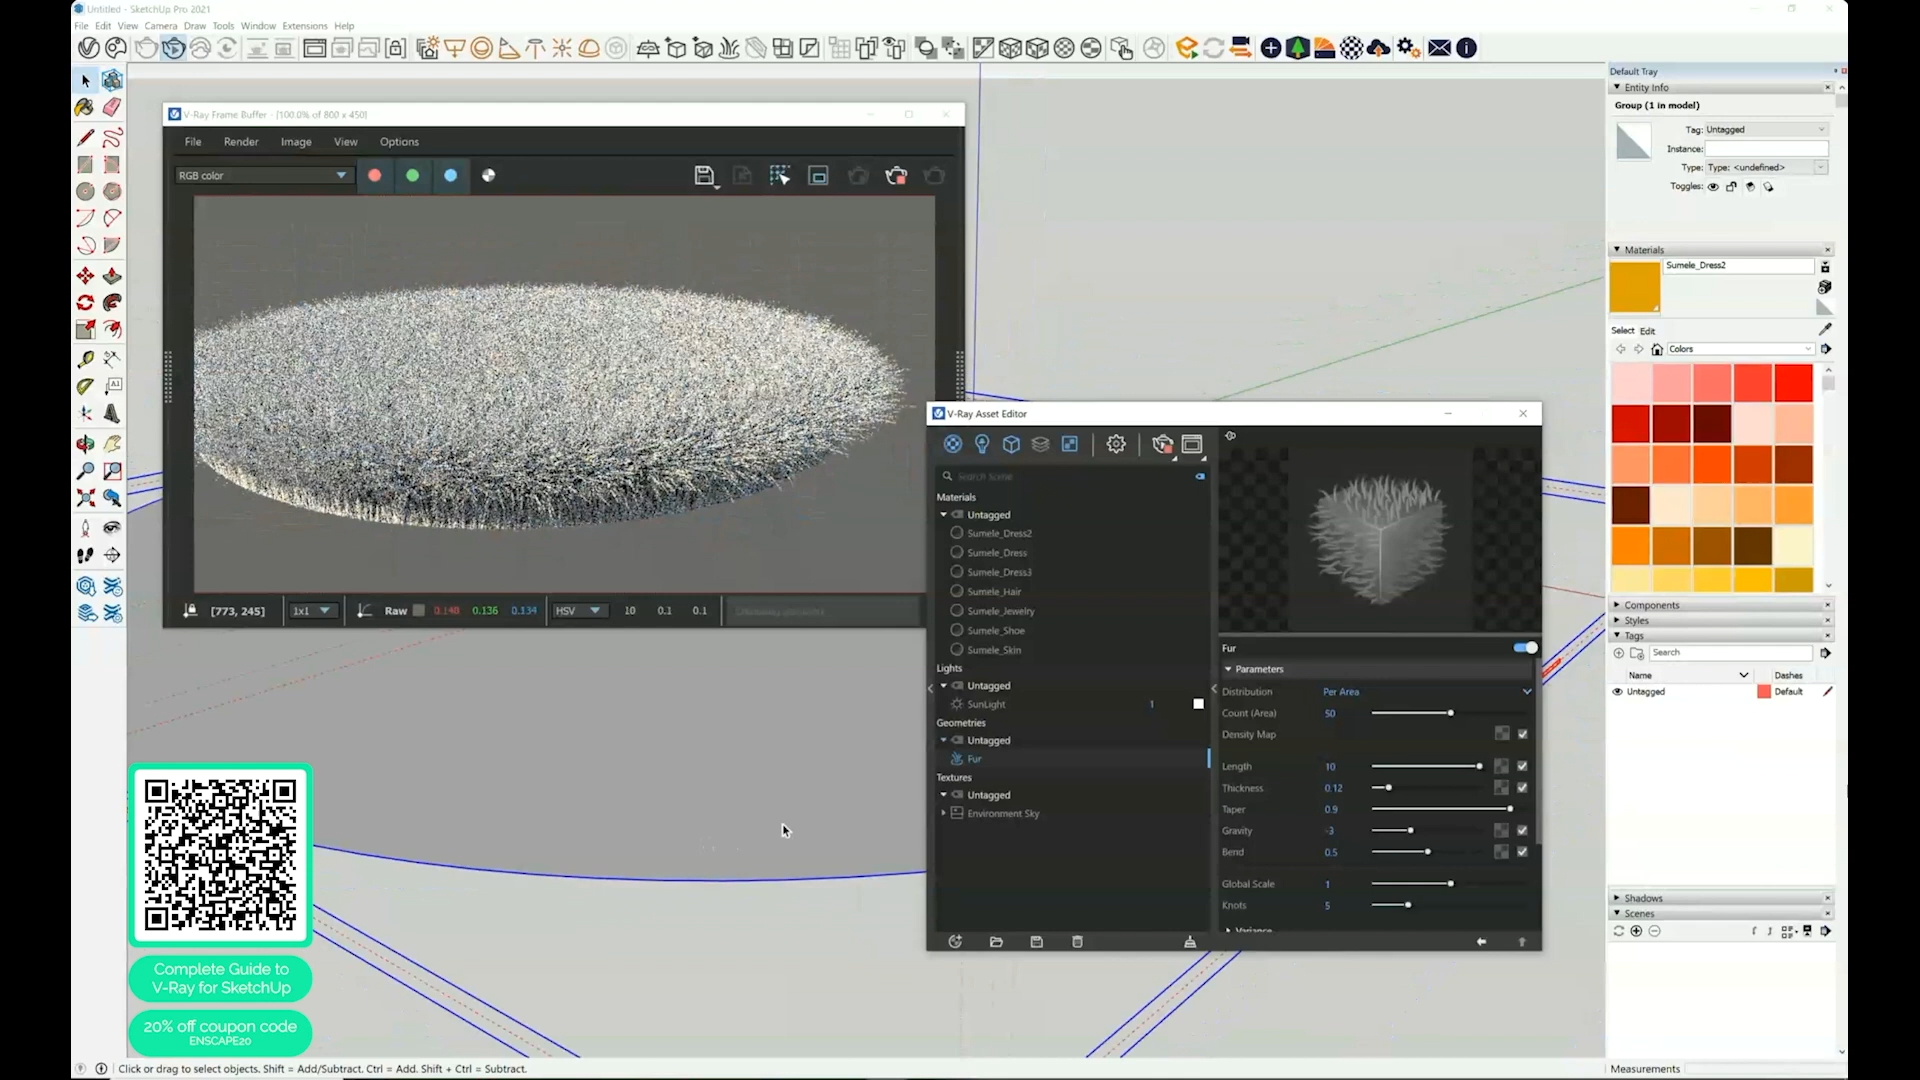 Untitled - SketchUp Pro 2021
File Edit View Camera Draw Tools Window Extensions Help
Default Tray
Entity Info
Group (1 in model)
Tag: Untagged
Instance:
Type: Type: <undefined>
Toggles:
Materials
Sumele_Dress2
Select Edit
Colors
Components
Styles
Tags
Search
Name Dashes
Untagged Default
Shadows
Scenes
Measurements
V-Ray Frame Buffer - [100.0% of 800 x 450]
File Render Image View Options
RGB color
[773, 245] 1x1 Raw 0.140 0.136 0.134 HSV 10 0.1 0.1
V-Ray Asset Editor
Search Scene
Materials
Untagged
Sumele_Dress2
Sumele_Dress
Sumele_Dress3
Sumele_Hair
Sumele_Jewelry
Sumele_Shoe
Sumele_Skin
Lights
Untagged
SunLight 1
Geometries
Untagged
Fur
Textures
Untagged
Environment Sky
Fur
Parameters
Distribution Per Area
Count (Area) 50
Density Map
Length 10
Thickness 0.12
Taper 0.9
Gravity -3
Bend 0.5
Global Scale 1
Knots 5
Variance
Complete Guide to
V-Ray for SketchUp
20% off coupon code
ENSCAPE20
Click or drag to select objects. Shift = Add/Subtract. Ctrl = Add. Shift + Ctrl = Subtract.